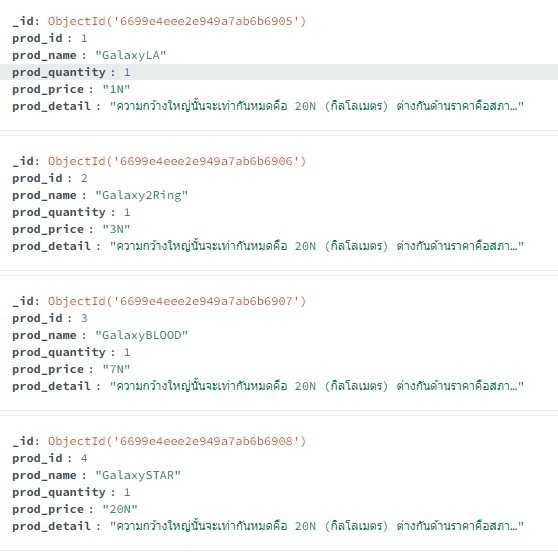 _id: ObjectId('6699e4eee2e949a7ab6b6905')
prod_id : 1
prod_name : "GalaxyLA"
prod_quantity : 1
prod_price : "1N"
prod_detail : "ความกว้างใหญ่นั้นจะเท่ากันหมดคือ 20N (กิลโลเมตร) ต่างกันด้านราคาคือสภา…"
_id: ObjectId('6699e4eee2e949a7ab6b6906')
prod_id : 2
prod_name : "Galaxy2Ring"
prod_quantity : 1
prod_price : "3N"
prod_detail : "ความกว้างใหญ่นั้นจะเท่ากันหมดคือ 20N (กิลโลเมตร) ต่างกันด้านราคาคือสภา…"
_id: ObjectId('6699e4eee2e949a7ab6b6907')
prod_id : 3
prod_name : "GalaxyBLOOD"
prod_quantity : 1
prod_price : "7N"
prod_detail : "ความกว้างใหญ่นั้นจะเท่ากันหมดคือ 20N (กิลโลเมตร) ต่างกันด้านราคาคือสภา…"
_id: ObjectId('6699e4eee2e949a7ab6b6908')
prod_id : 4
prod_name : "GalaxySTAR"
prod_quantity : 1
prod_price : "20N"
prod_detail : "ความกว้างใหญ่นั้นจะเท่ากันหมดคือ 20N (กิลโลเมตร) ต่างกันด้านราคาคือสภา…"